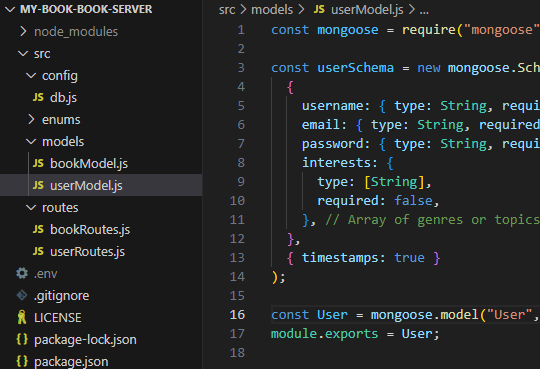 MY-BOOK-BOOK-SERVER
node_modules
src
config
JS db.js
enums
models
JS bookModel.js
JS userModel.js
routes
JS bookRoutes.js
JS userRoutes.js
.env
.gitignore
LICENSE
{} package-lock.json
{} package.json
src > models > JS userModel.js > ...
1 const mongoose = require("mongoose"
2
3 const userSchema = new mongoose.Sch
4 {
5 username: { type: String, requi
6 email: { type: String, required
7 password: { type: String, requi
8 interests: {
9 type: [String],
10 required: false,
11 }, // Array of genres or topics
12 },
13 { timestamps: true }
14 );
15
16 const User = mongoose.model("User",
17 module.exports = User;
18